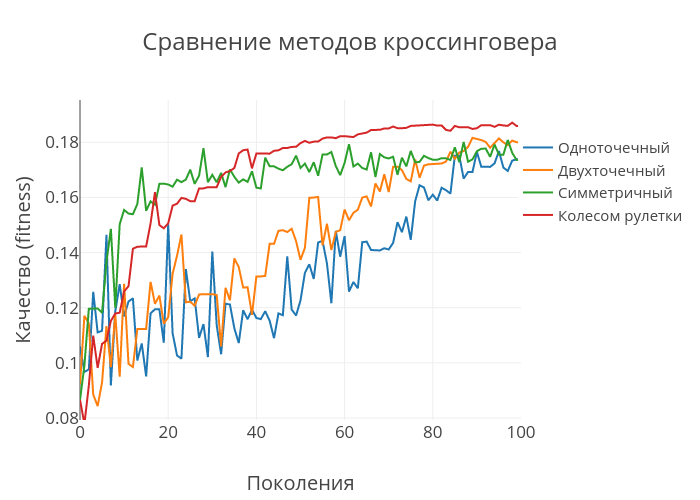 Сравнение методов кроссинговера
Качество (fitness)
0.18
0.16
0.14
0.12
0.1
0.08
0
20
40
60
80
100
Поколения
Одноточечный
Двухточечный
Симметричный
Колесом рулетки